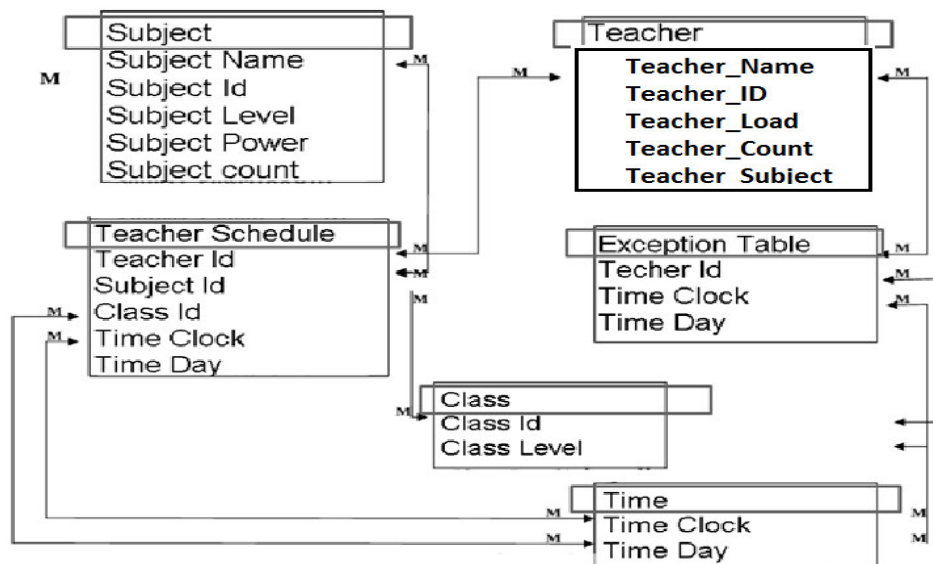 Subject
Subject Name
Subject Id
Subject Level
Subject Power
Subject count
M
M
Teacher
Teacher_Name
Teacher_ID
Teacher_Load
Teacher_Count
Teacher_Subject
M
M
Teacher Schedule
Teacher Id
Subject Id
Class Id
Time Clock
Time Day
M
M
M
M
M
Exception Table
Techer Id
Time Clock
Time Day
M
M
M
Class
Class Id
Class Level
M
Time
Time Clock
Time Day
M
M
M
M